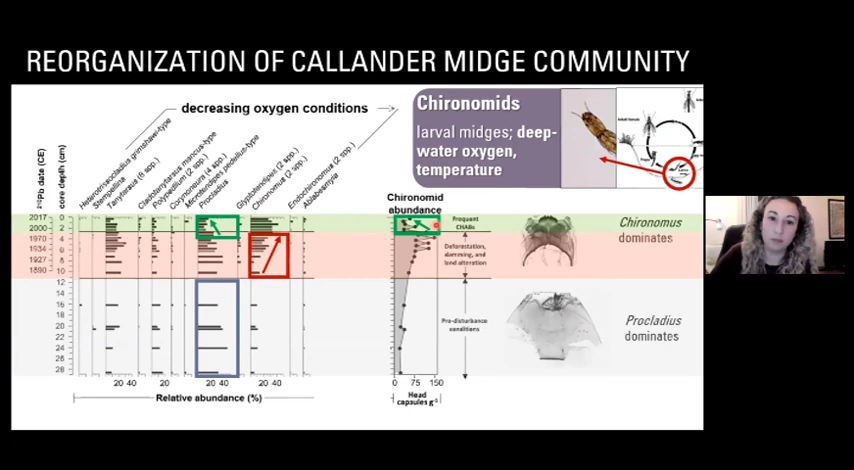 REORGANIZATION OF CALLANDER MIDGE COMMUNITY
decreasing oxygen conditions
Chironomids
larval midges; deep-
water oxygen,
temperature
²¹⁰Pb date (CE)
core depth (cm)
Heterotrissocladius grimshawi-type
Stempellina
Tanytarsus (6 spp.)
Cladotanytarsus mancus-type
Polypedilum (2 spp.)
Corynoneura (4 spp.)
Microtendipes pedellus-type
Procladius
Glyptotendipes (2 spp.)
Chironomus (2 spp.)
Endochironomus (2 spp.)
Ablabesmyia
Chironomid
abundance
2017 0
2000 2
1970 4
1934 6
1927 8
1890 10
12
14
16
18
20
22
24
26
28
Frequent
CHABs
Deforestation,
damming, and
land alteration
Pre-disturbance
conditions
Chironomus
dominates
Procladius
dominates
20 40 20 40 20 40 20 40
0 75 150
Relative abundance (%)
Head
capsules g⁻¹